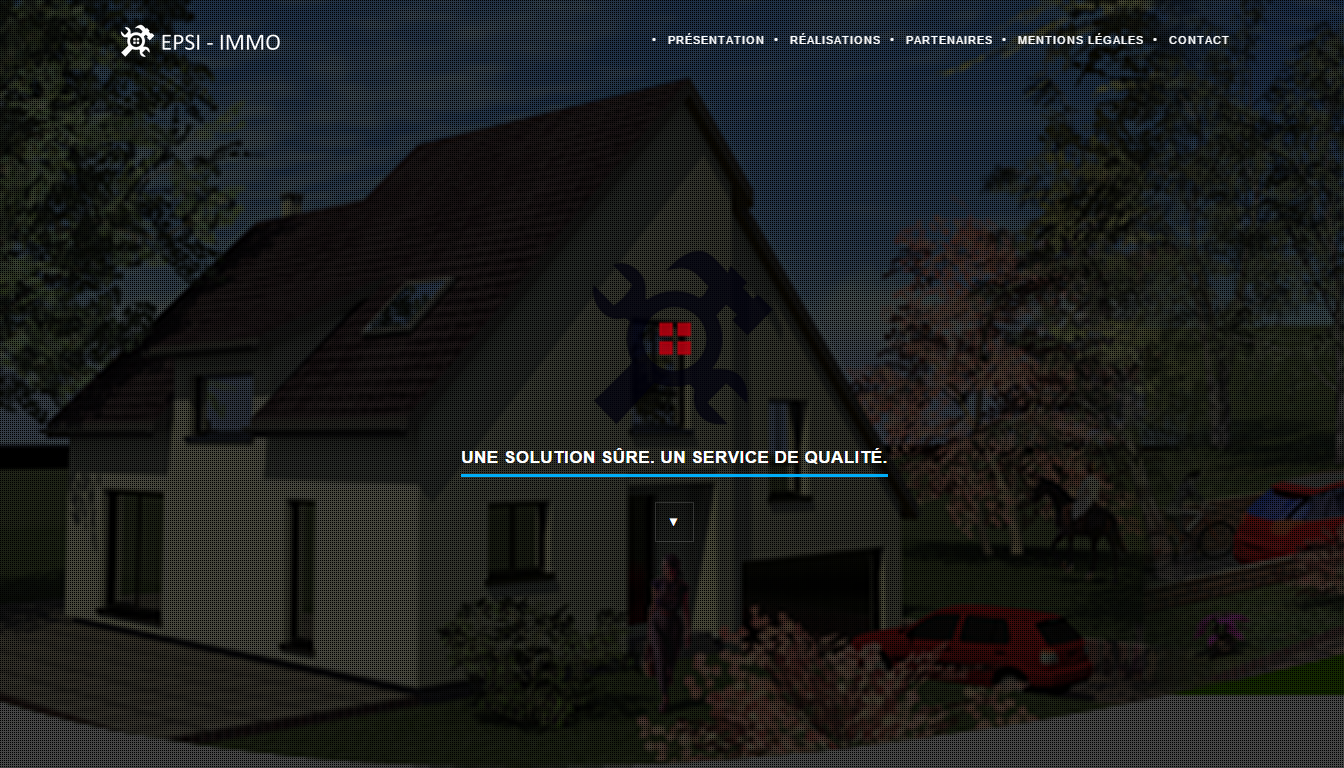 EPSI - IMMO
• PRÉSENTATION • RÉALISATIONS • PARTENAIRES • MENTIONS LÉGALES • CONTACT
UNE SOLUTION SÛRE. UN SERVICE DE QUALITÉ.
▼